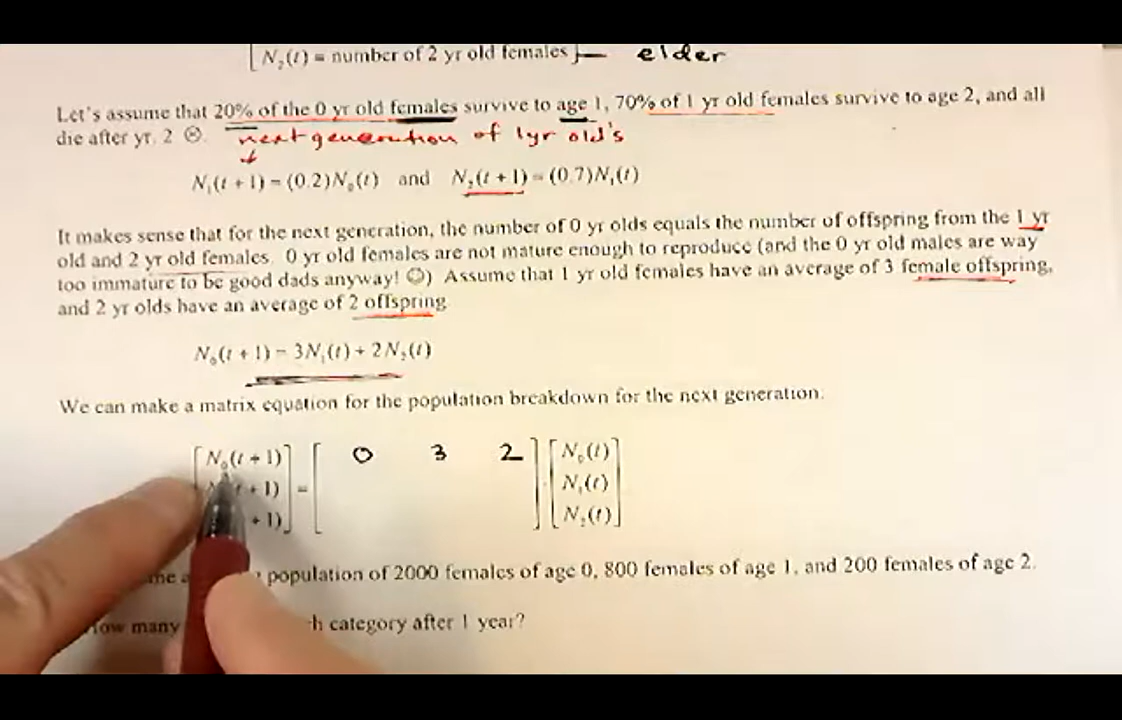 N₂(t) = number of 2 yr old females elder
Let's assume that 20% of the 0 yr old females survive to age 1, 70% of 1 yr old females survive to age 2, and all
die after yr. 2 ☹. next generation of 1yr old's
N₁(t + 1) = (0.2)N₀(t) and N₂(t + 1) = (0.7)N₁(t)
It makes sense that for the next generation, the number of 0 yr olds equals the number of offspring from the 1 yr
old and 2 yr old females. 0 yr old females are not mature enough to reproduce (and the 0 yr old males are way
too immature to be good dads anyway! ☺) Assume that 1 yr old females have an average of 3 female offspring,
and 2 yr olds have an average of 2 offspring
N₀(t + 1) = 3N₁(t) + 2N₂(t)
We can make a matrix equation for the population breakdown for the next generation.
N₀(t + 1) 0 3 2 N₀(t)
+ 1) = N₁(t)
+ 1) N₂(t)
population of 2000 females of age 0, 800 females of age 1, and 200 females of age 2.
How many category after 1 year?